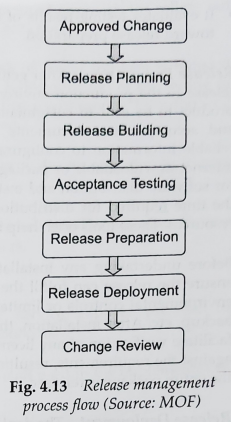 Approved Change
Release Planning
Release Building
Acceptance Testing
Release Preparation
Release Deployment
Change Review
Fig. 4.13 Release management
process flow (Source: MOF)